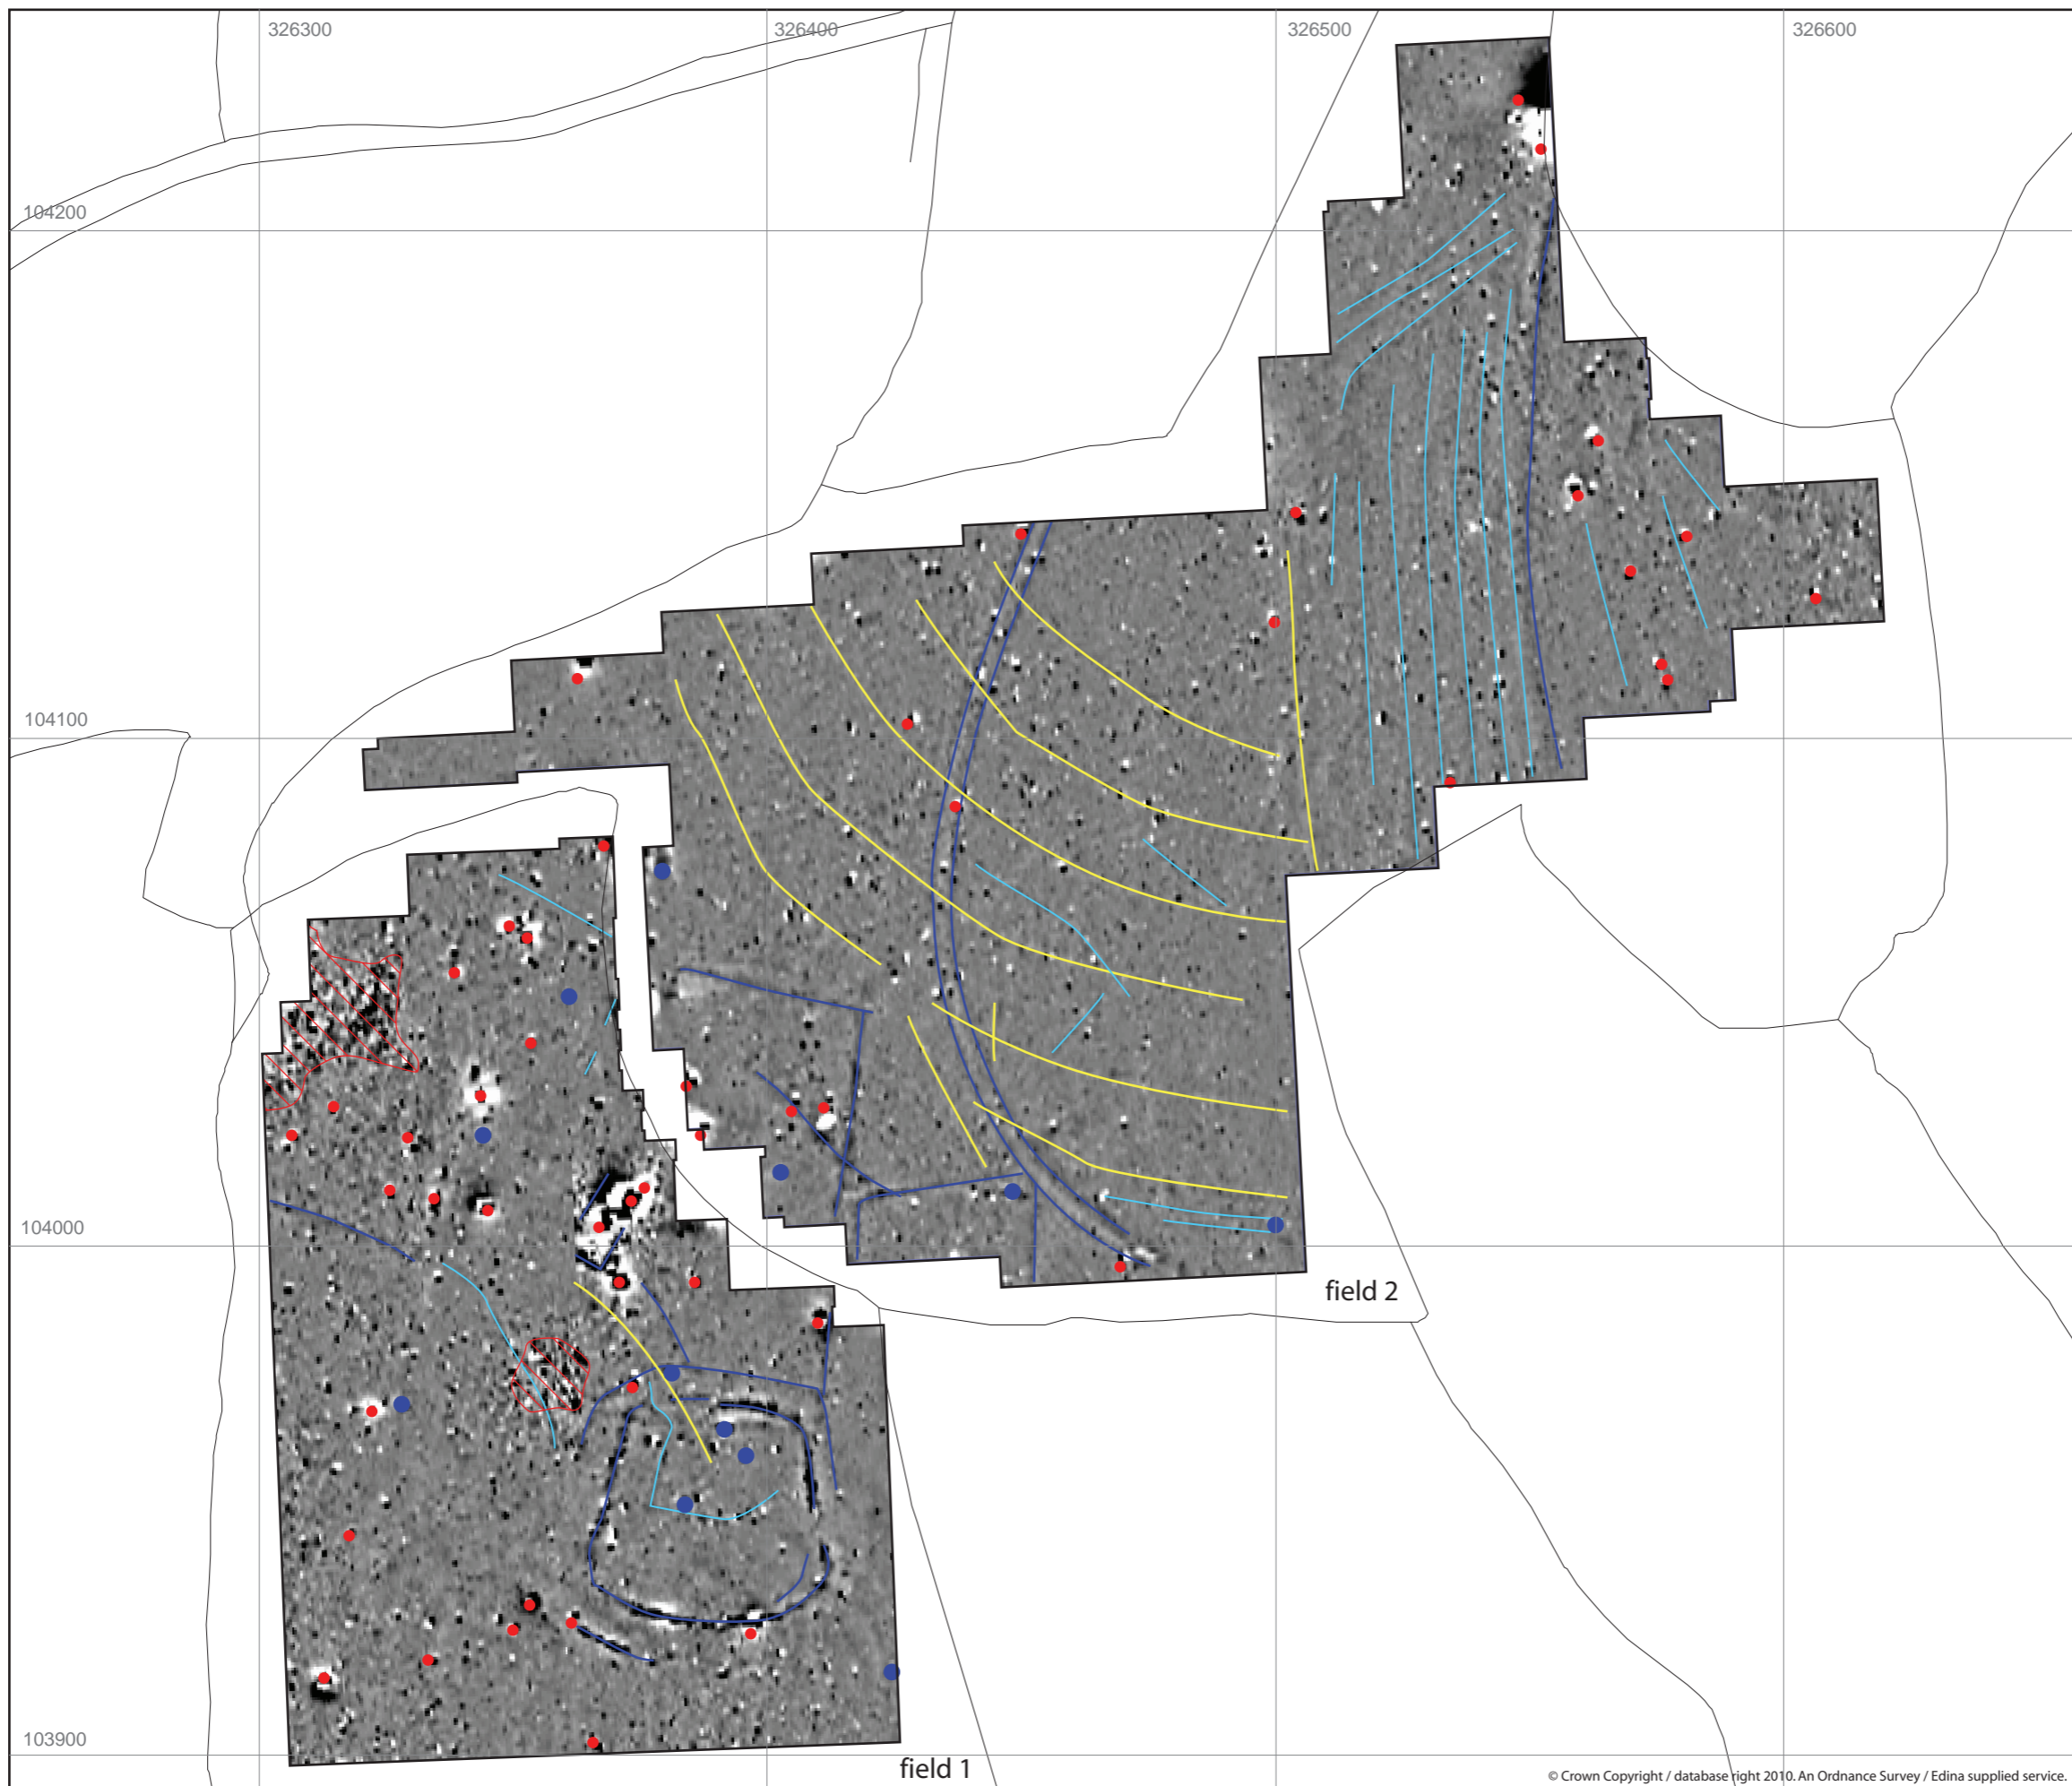 326300
326400
326500
326600
104200
104100
104000
field 2
103900
field 1
© Crown Copyright / database right 2010. An Ordnance Survey / Edina supplied service.